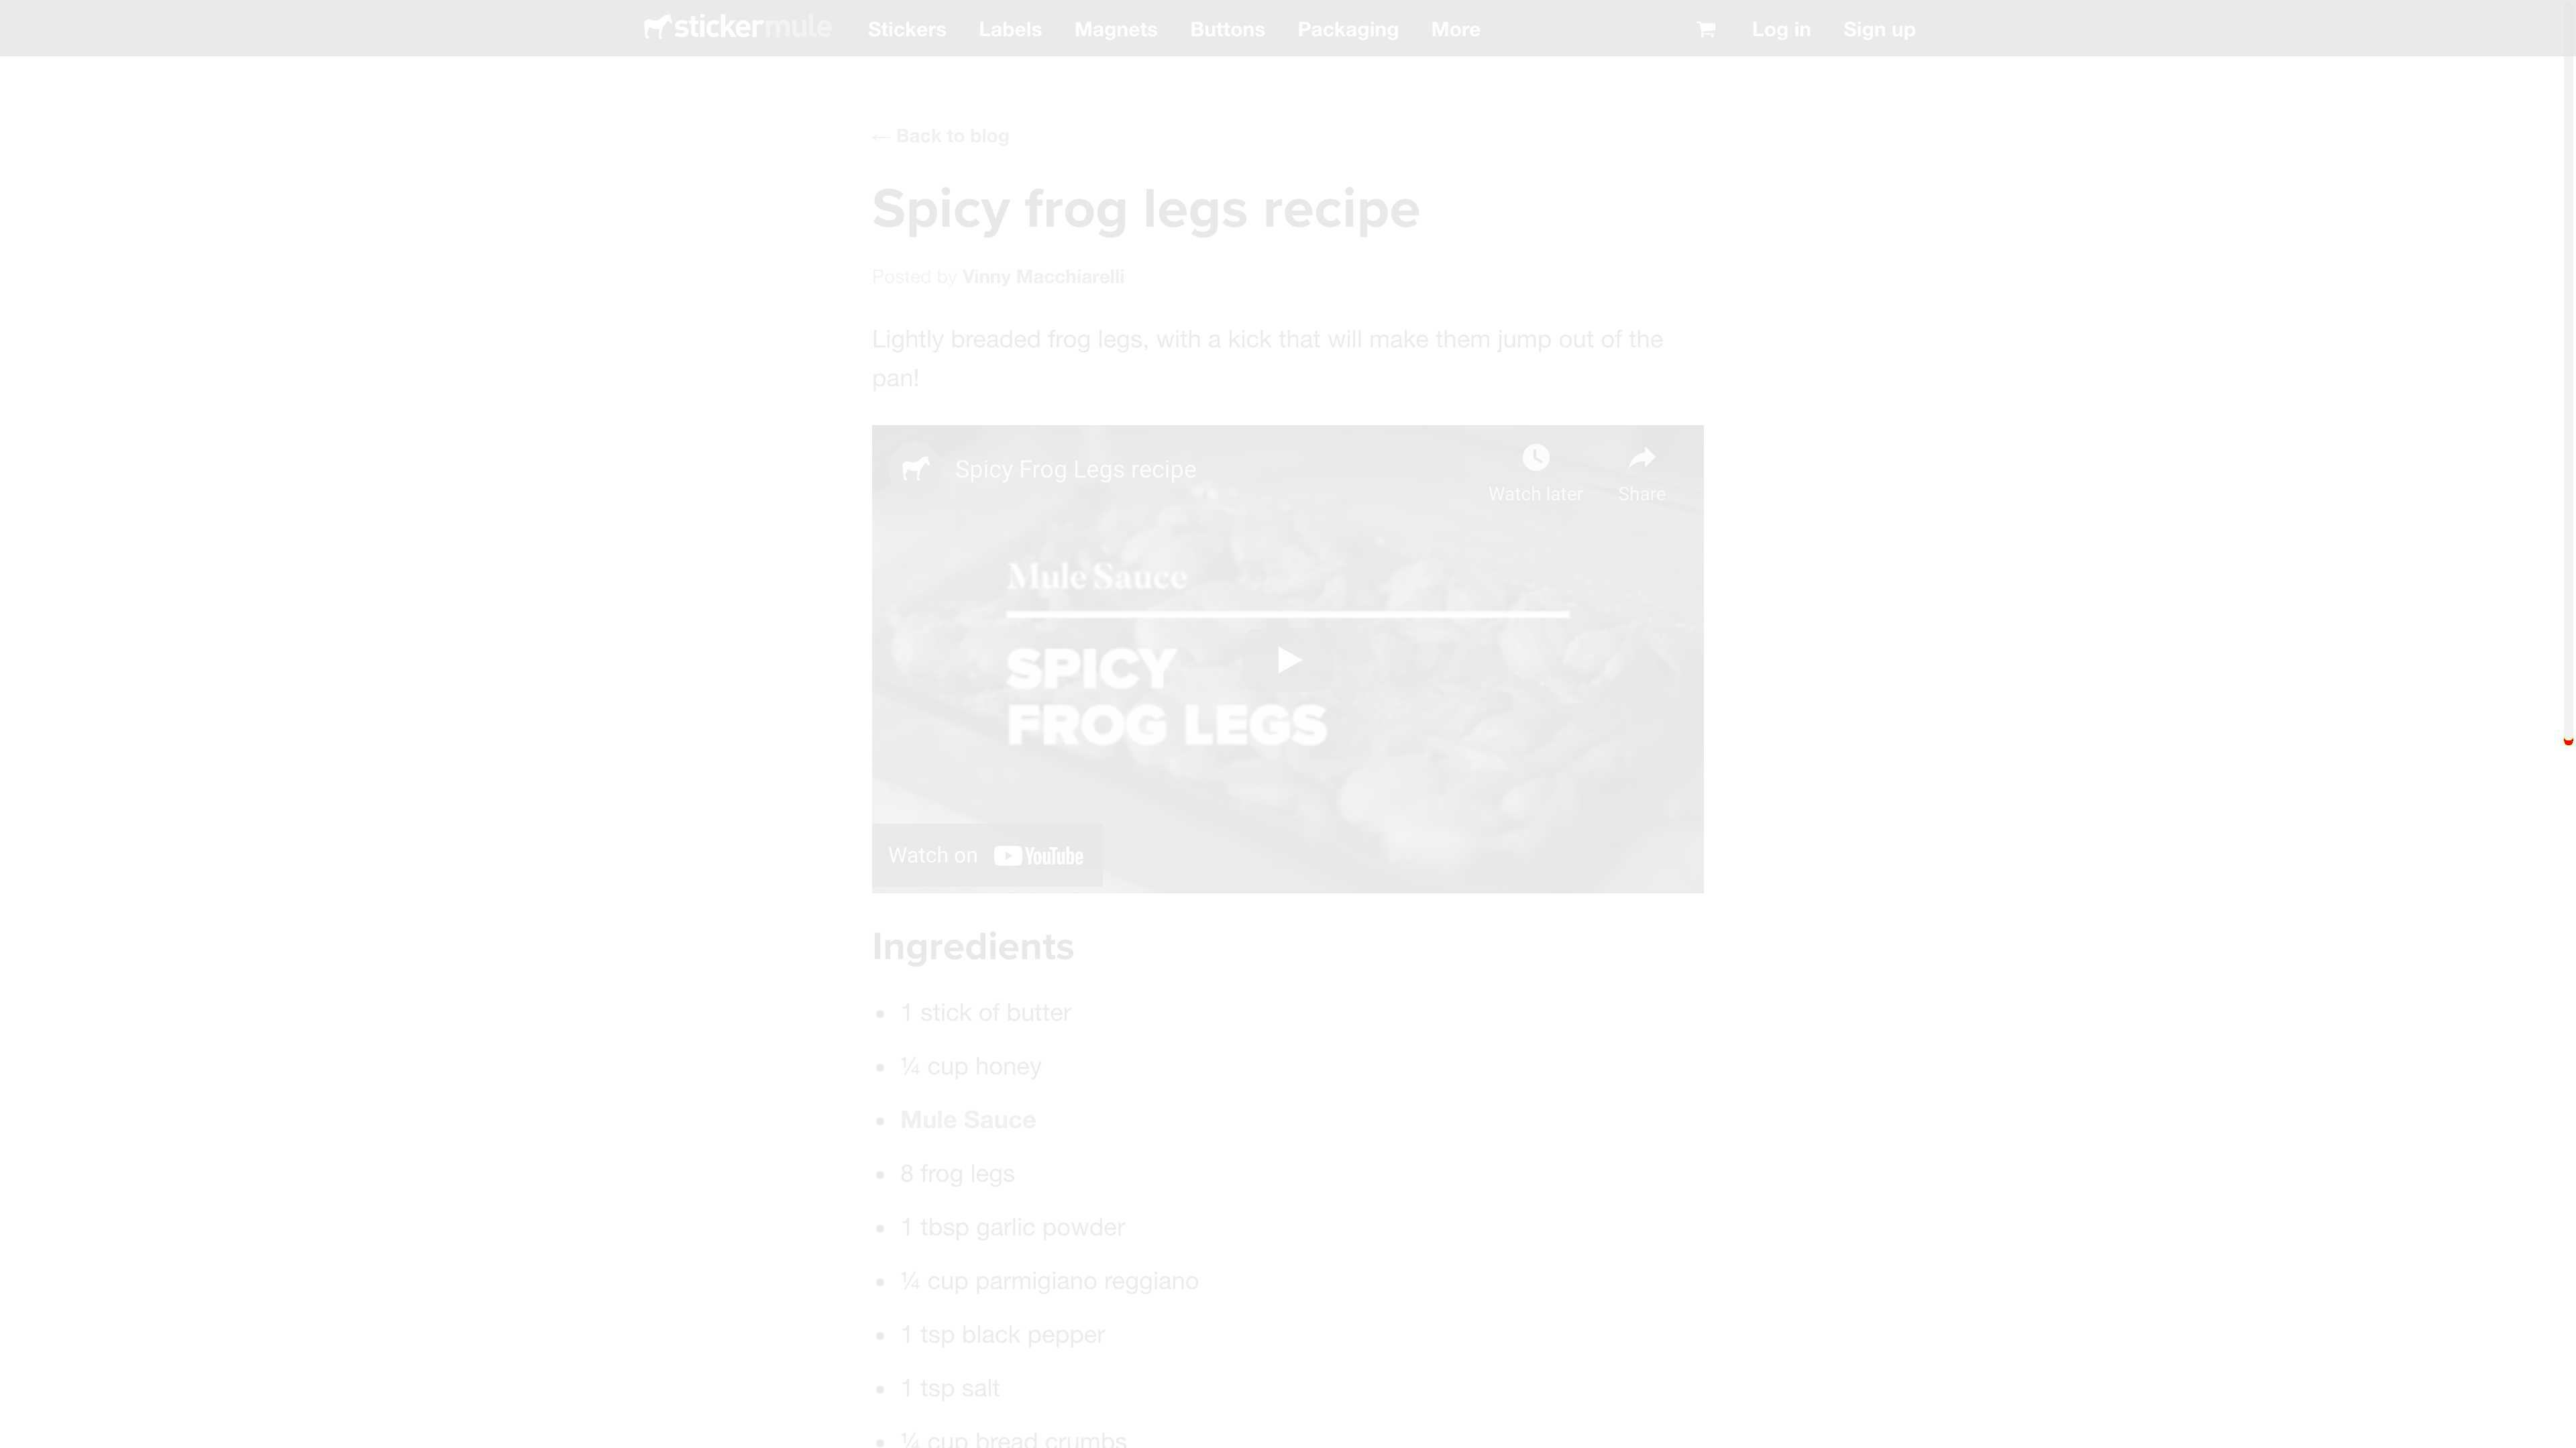 stickermule Stickers Labels Magnets Buttons Packaging More Log in Sign up
← Back to blog
Spicy frog legs recipe
Posted by Vinny Macchiarelli
Lightly breaded frog legs, with a kick that will make them jump out of the
pan!
Spicy Frog Legs recipe
Watch later Share
Mule Sauce
SPICY
FROG LEGS
Watch on YouTube
Ingredients
• 1 stick of butter
• ¼ cup honey
• Mule Sauce
• 8 frog legs
• 1 tbsp garlic powder
• ¼ cup parmigiano reggiano
• 1 tsp black pepper
• 1 tsp salt
• ¼ cup bread crumbs